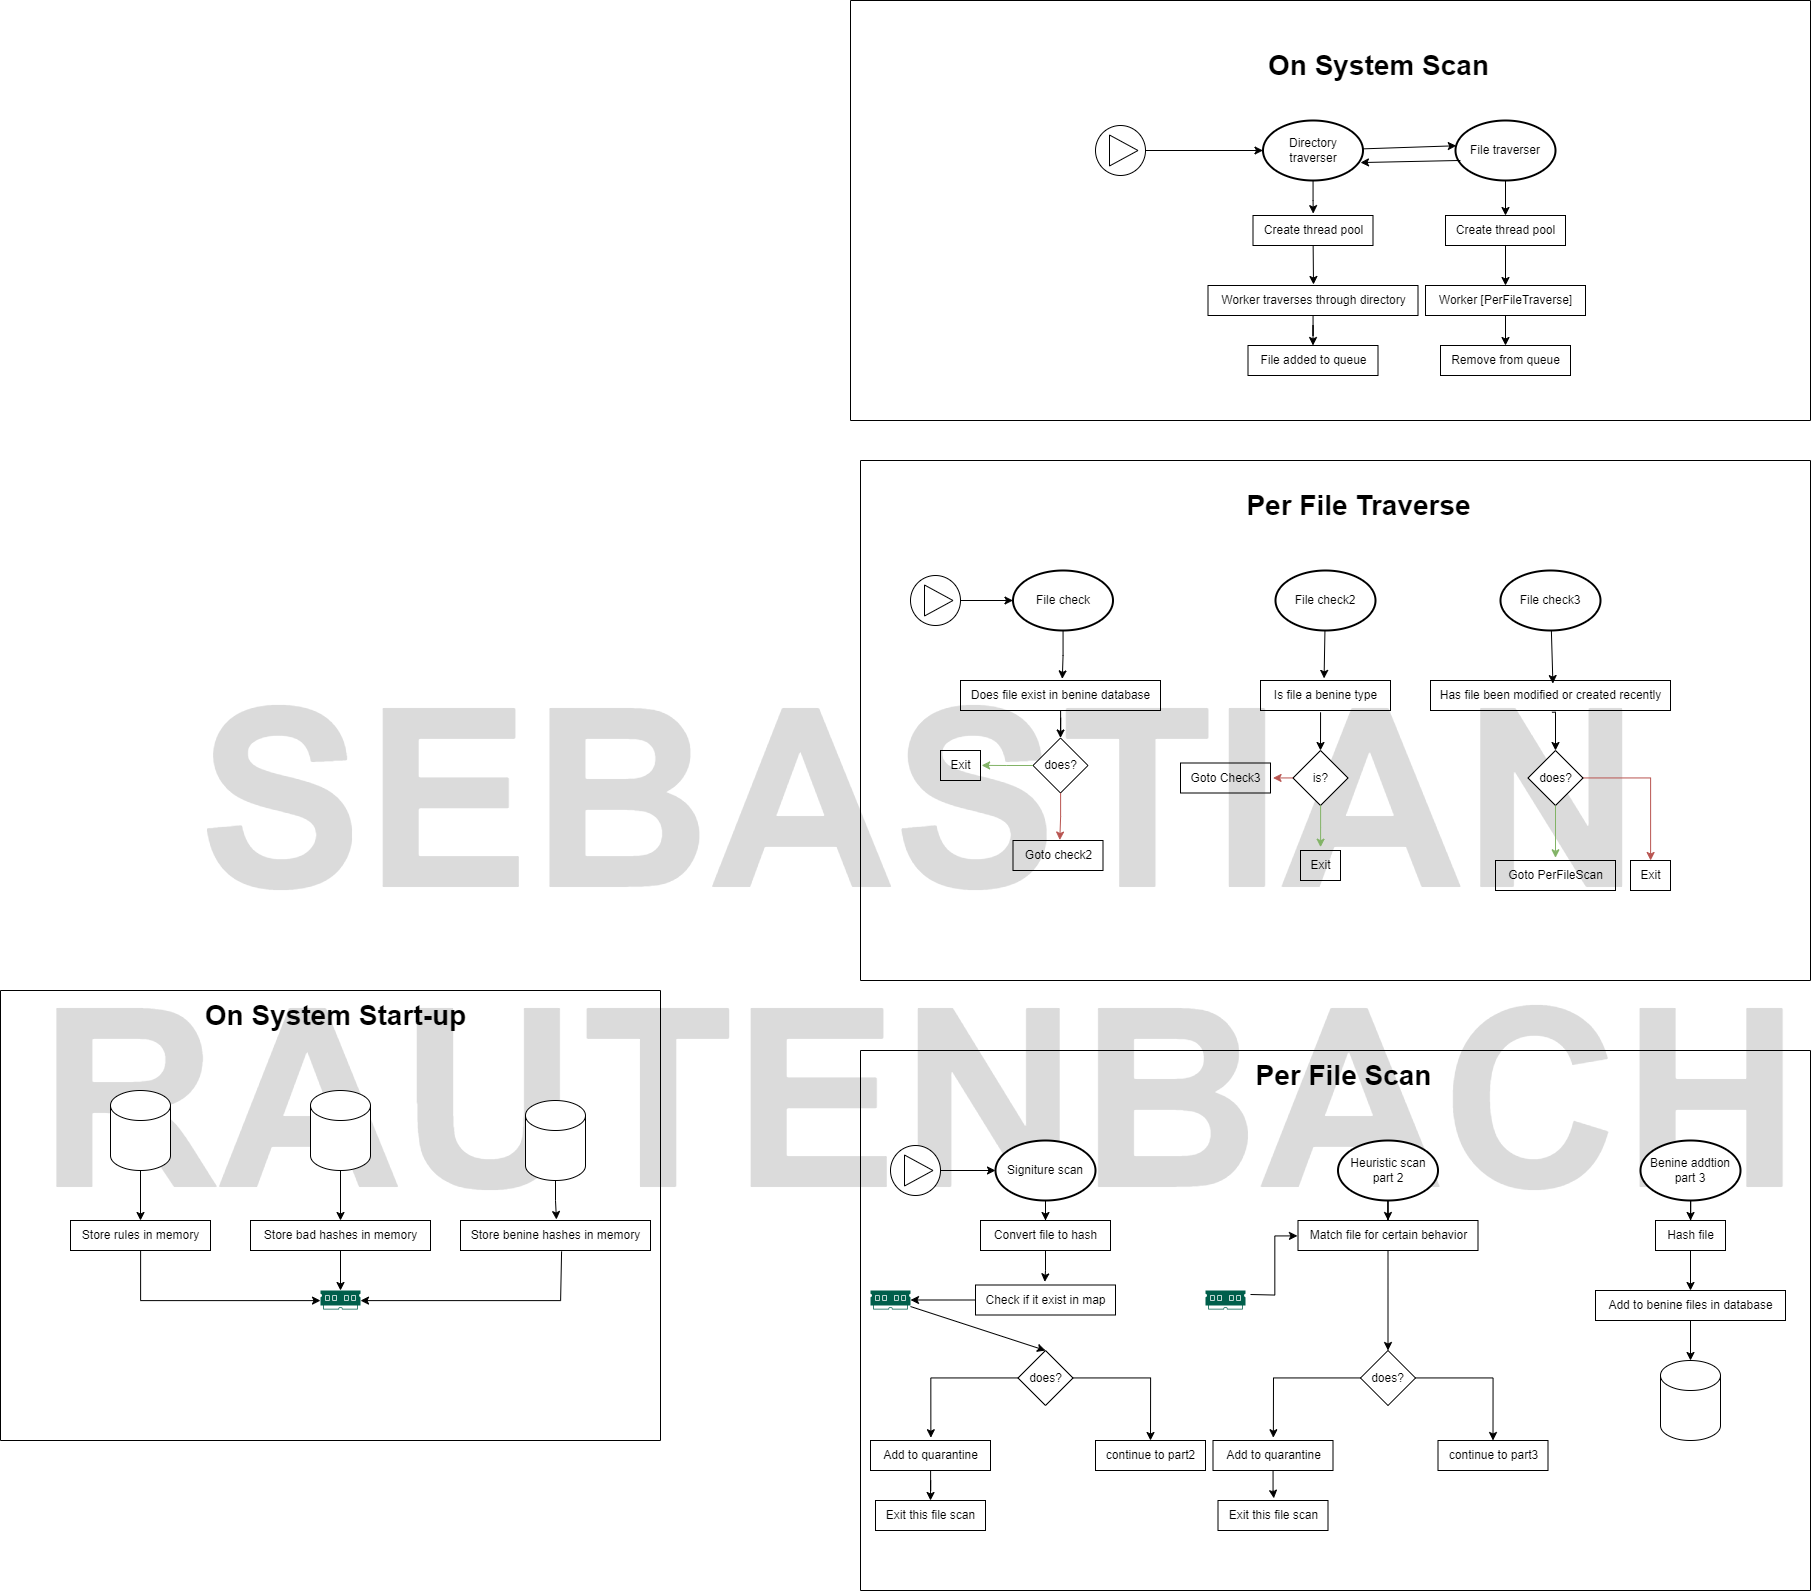 On System Scan
Directory
traverser
File traverser
Create thread pool
Create thread pool
Worker traverses through directory
Worker [PerFileTraverse]
File added to queue
Remove from queue
Per File Traverse
File check
File check2
File check3
Does file exist in benine database
Is file a benine type
Has file been modified or created recently
Exit
does?
Goto Check3
is?
does?
Goto check2
Exit
Goto PerFileScan
Exit
SEBASTIAN
RAUTENBACH
On System Start-up
Store rules in memory
Store bad hashes in memory
Store benine hashes in memory
Per File Scan
Signiture scan
Heuristic scan
part 2
Benine addtion
part 3
Convert file to hash
Match file for certain behavior
Hash file
Check if it exist in map
Add to benine files in database
does?
does?
Add to quarantine
continue to part2
Add to quarantine
continue to part3
Exit this file scan
Exit this file scan